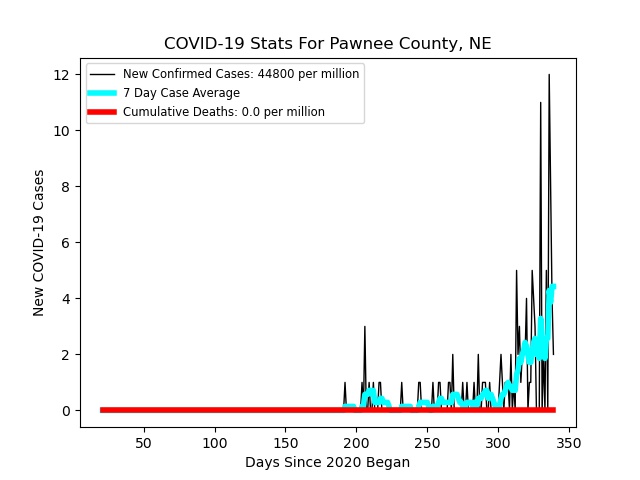 COVID-19 Stats For Pawnee County, NE
New Confirmed Cases: 44800 per million
7 Day Case Average
Cumulative Deaths: 0.0 per million
New COVID-19 Cases
12
10
8
6
4
2
0
50 100 150 200 250 300 350
Days Since 2020 Began